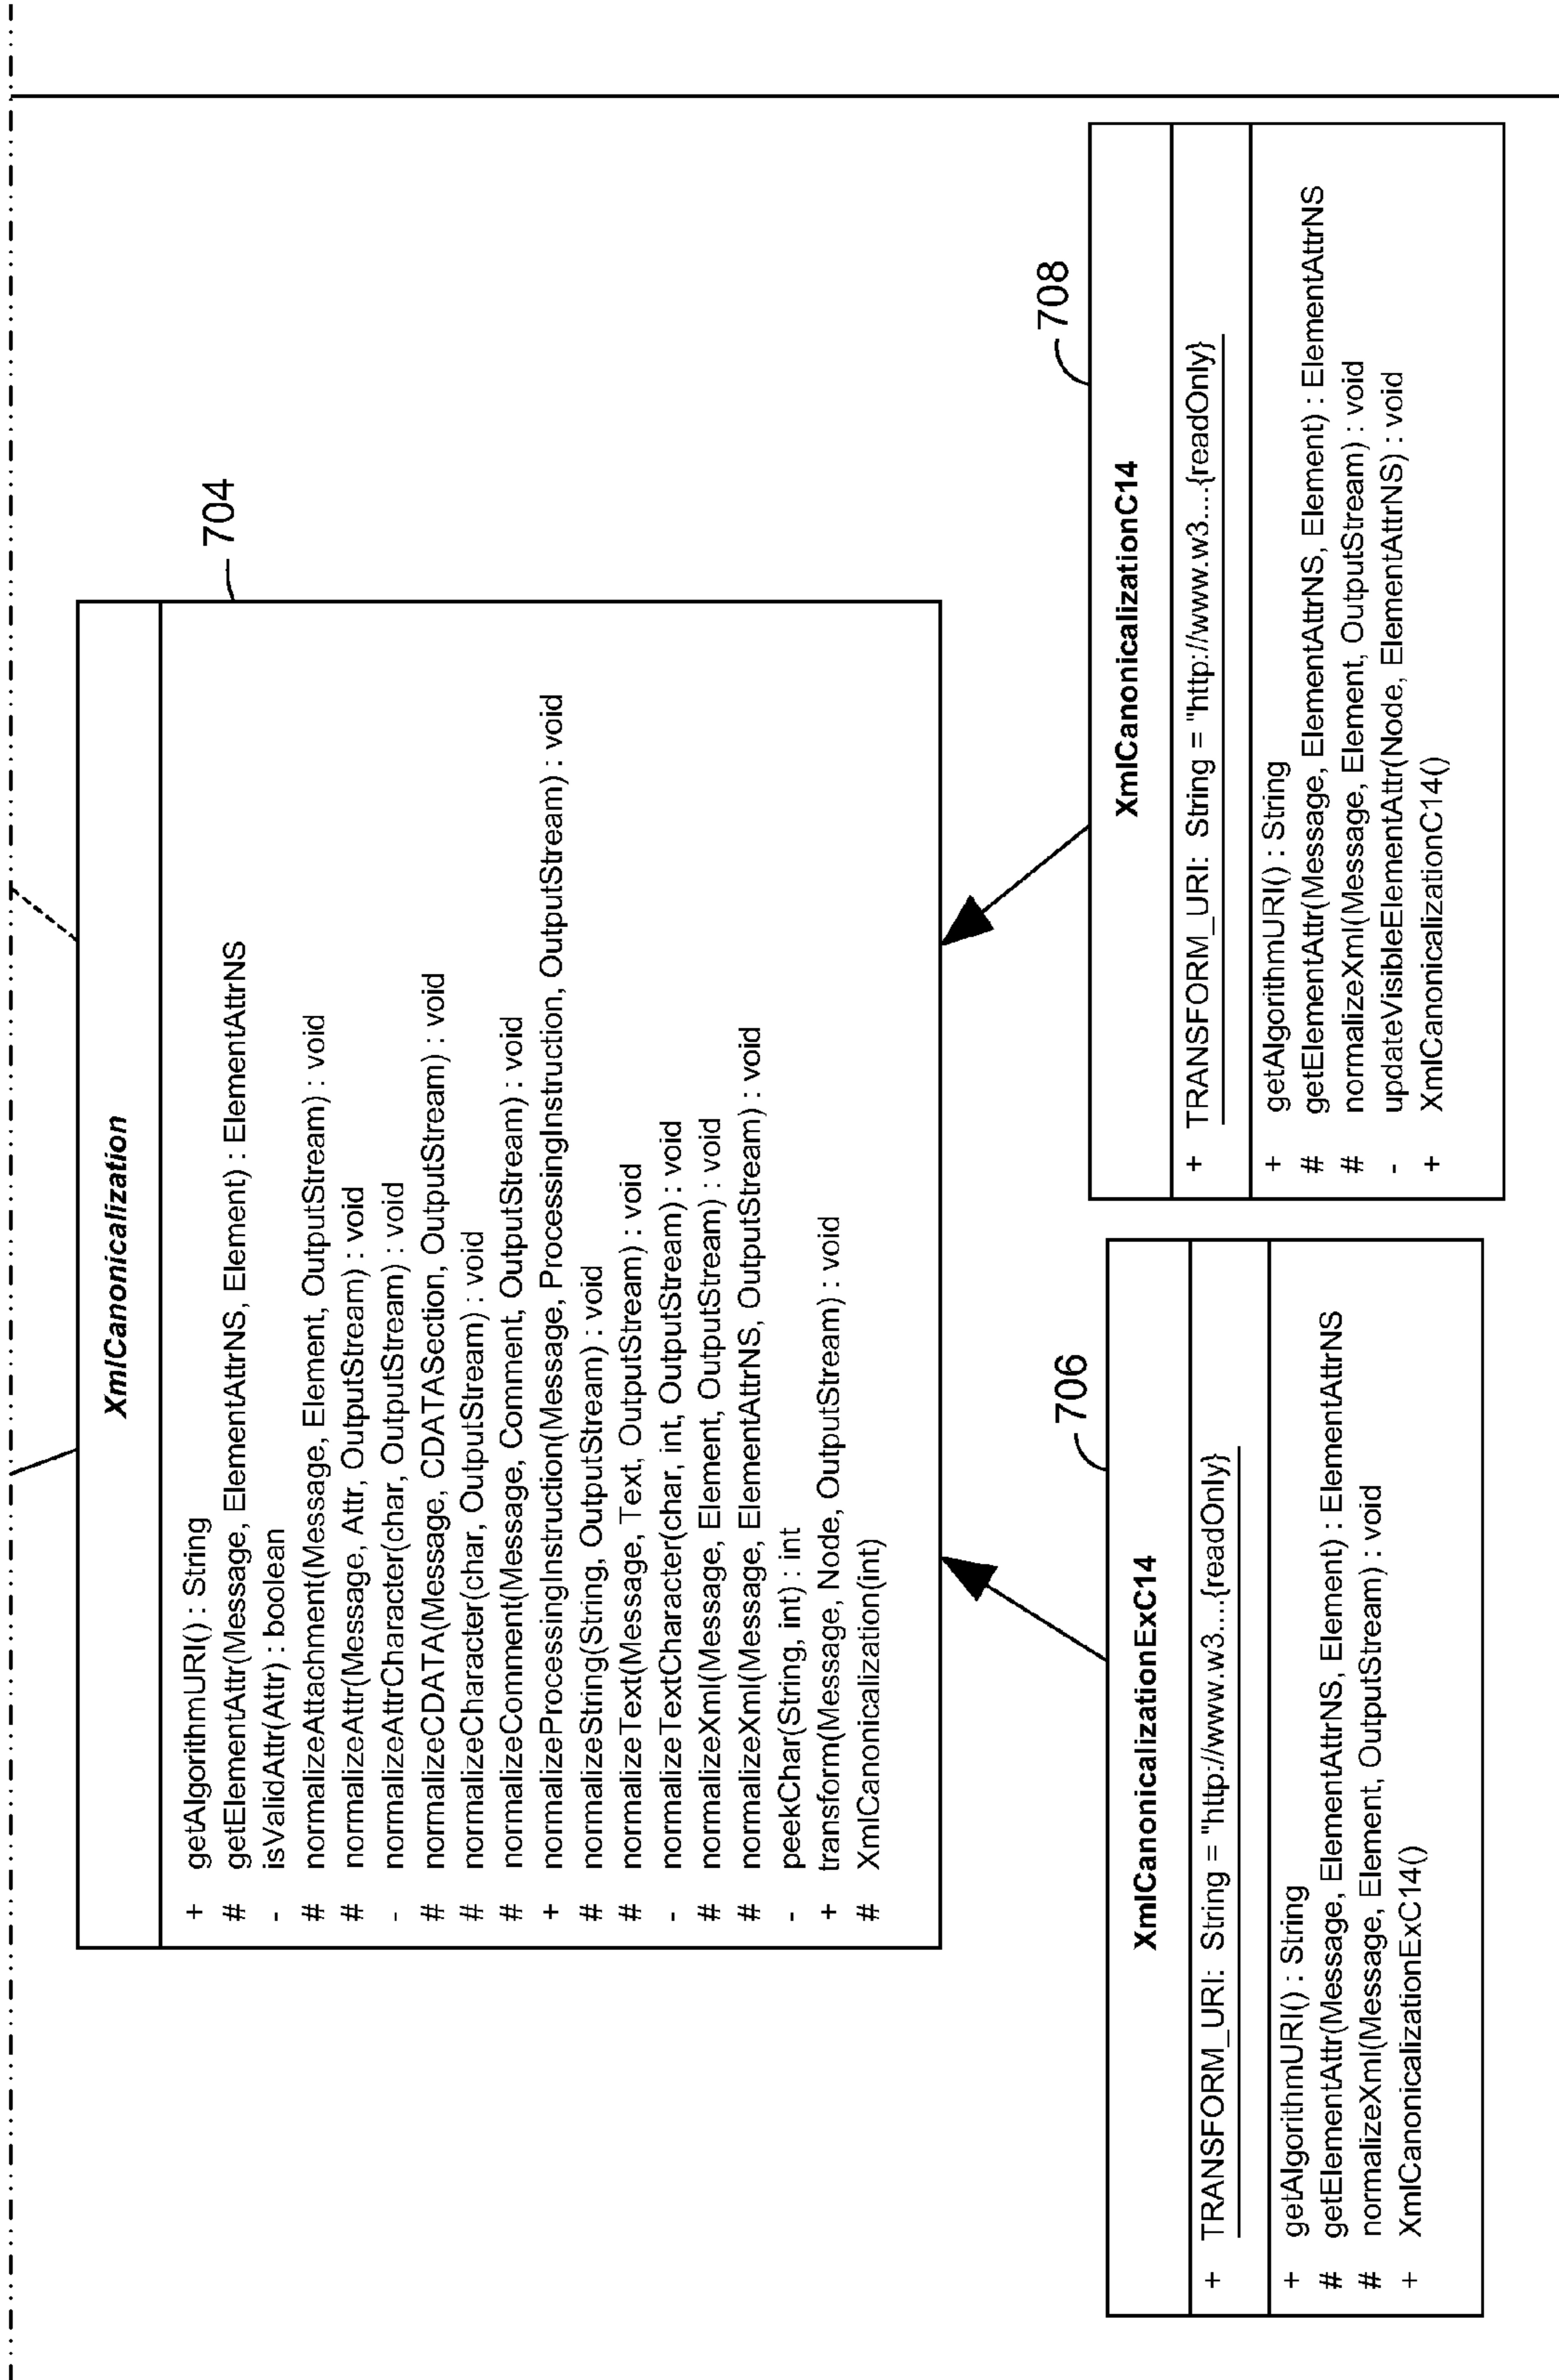 XmlCanonicalization
704
+ getAlgorithmURI() : String
# getElementAttr(Message, ElementAttrNS, Element) : ElementAttrNS
- isValidAttr(Attr) : boolean
# normalizeAttachment(Message, Element, OutputStream) : void
# normalizeAttr(Message, Attr, OutputStream) : void
- normalizeAttrCharacter(char, OutputStream) : void
# normalizeCDATA(Message, CDATASection, OutputStream) : void
# normalizeCharacter(char, OutputStream) : void
# normalizeComment(Message, Comment, OutputStream) : void
+ normalizeProcessingInstruction(Message, ProcessingInstruction, OutputStream) : void
# normalizeString(String, OutputStream) : void
# normalizeText(Message, Text, OutputStream) : void
- normalizeTextCharacter(char, int, OutputStream) : void
# normalizeXml(Message, Element, OutputStream) : void
# normalizeXml(Message, ElementAttrNS, OutputStream) : void
- peekChar(String, int) : int
+ transform(Message, Node, OutputStream) : void
# XmlCanonicalization(int)
706
XmlCanonicalizationExC14
+ TRANSFORM_URI: String = "http://www.w3....{readOnly}
+ getAlgorithmURI() : String
# getElementAttr(Message, ElementAttrNS, Element) : ElementAttrNS
# normalizeXml(Message, Element, OutputStream) : void
+ XmlCanonicalizationExC14()
708
XmlCanonicalizationC14
+ TRANSFORM_URI: String = "http://www.w3....{readOnly}
+ getAlgorithmURI() : String
# getElementAttr(Message, ElementAttrNS, Element) : ElementAttrNS
# normalizeXml(Message, Element, OutputStream) : void
- updateVisibleElementAttr(Node, ElementAttrNS) : void
+ XmlCanonicalizationC14()